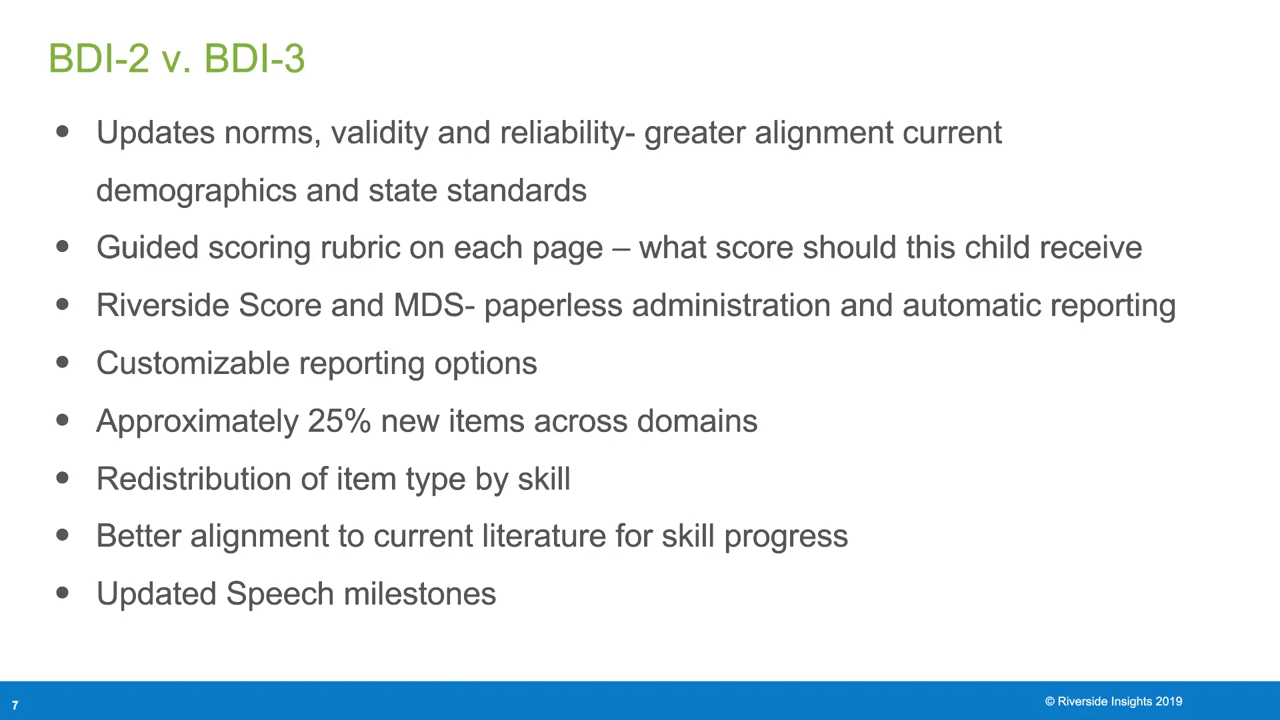 BDI-2 v. BDI-3
• Updates norms, validity and reliability- greater alignment current
demographics and state standards
• Guided scoring rubric on each page – what score should this child receive
• Riverside Score and MDS- paperless administration and automatic reporting
• Customizable reporting options
• Approximately 25% new items across domains
• Redistribution of item type by skill
• Better alignment to current literature for skill progress
• Updated Speech milestones
7
© Riverside Insights 2019